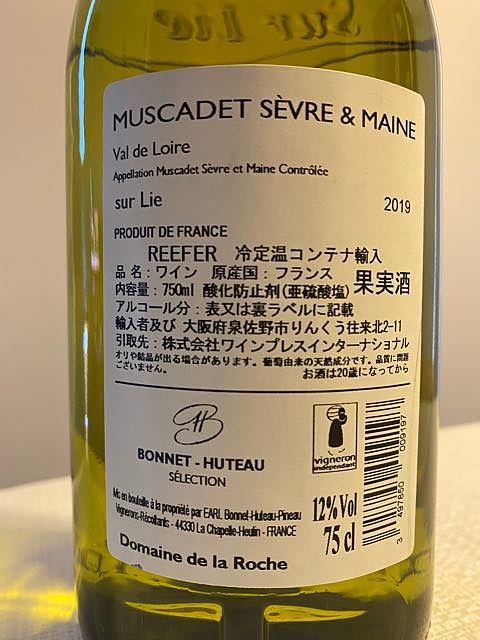 Sur Lie
MUSCADET SÈVRE & MAINE
Val de Loire
Appellation Muscadet Sèvre et Maine Contrôlée
sur Lie 2019
PRODUIT DE FRANCE
REEFER 冷定温コンテナ輸入
品名：ワイン 原産国：フランス
内容量：750ml 酸化防止剤(亜硫酸塩) 果実酒
アルコール分：表又は裏ラベルに記載
輸入者及び 大阪府泉佐野市りんくう往来北2-11
引取先：株式会社ワインプレスインターナショナル
オリや結晶が出る場合があります。葡萄由来の天然成分です。品質に問題
ございません。 お酒は20歳になってから
BONNET - HUTEAU
SÉLECTION
vigneron
indépendant
Mis en bouteille à la propriété par EARL Bonnet-Huteau-Pineau
Vignerons-Récoltants - 44330 La Chapelle-Heulin - FRANCE
12% Vol
75 cl
3 497850 009197
Domaine de la Roche